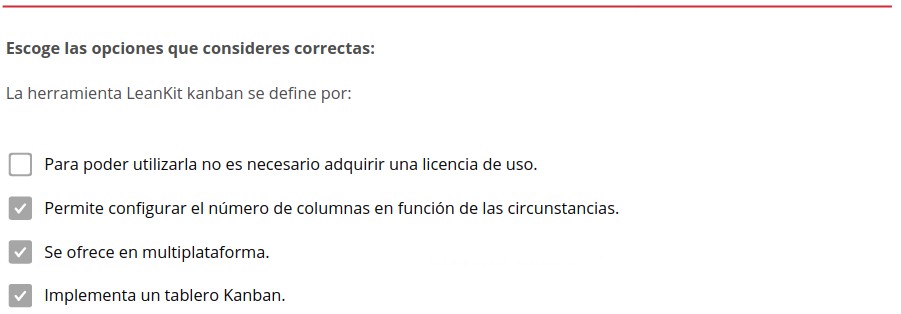 Escoge las opciones que consideres correctas:
La herramienta LeanKit kanban se define por:
Para poder utilizarla no es necesario adquirir una licencia de uso.
Permite configurar el número de columnas en función de las circunstancias.
Se ofrece en multiplataforma.
Implementa un tablero Kanban.